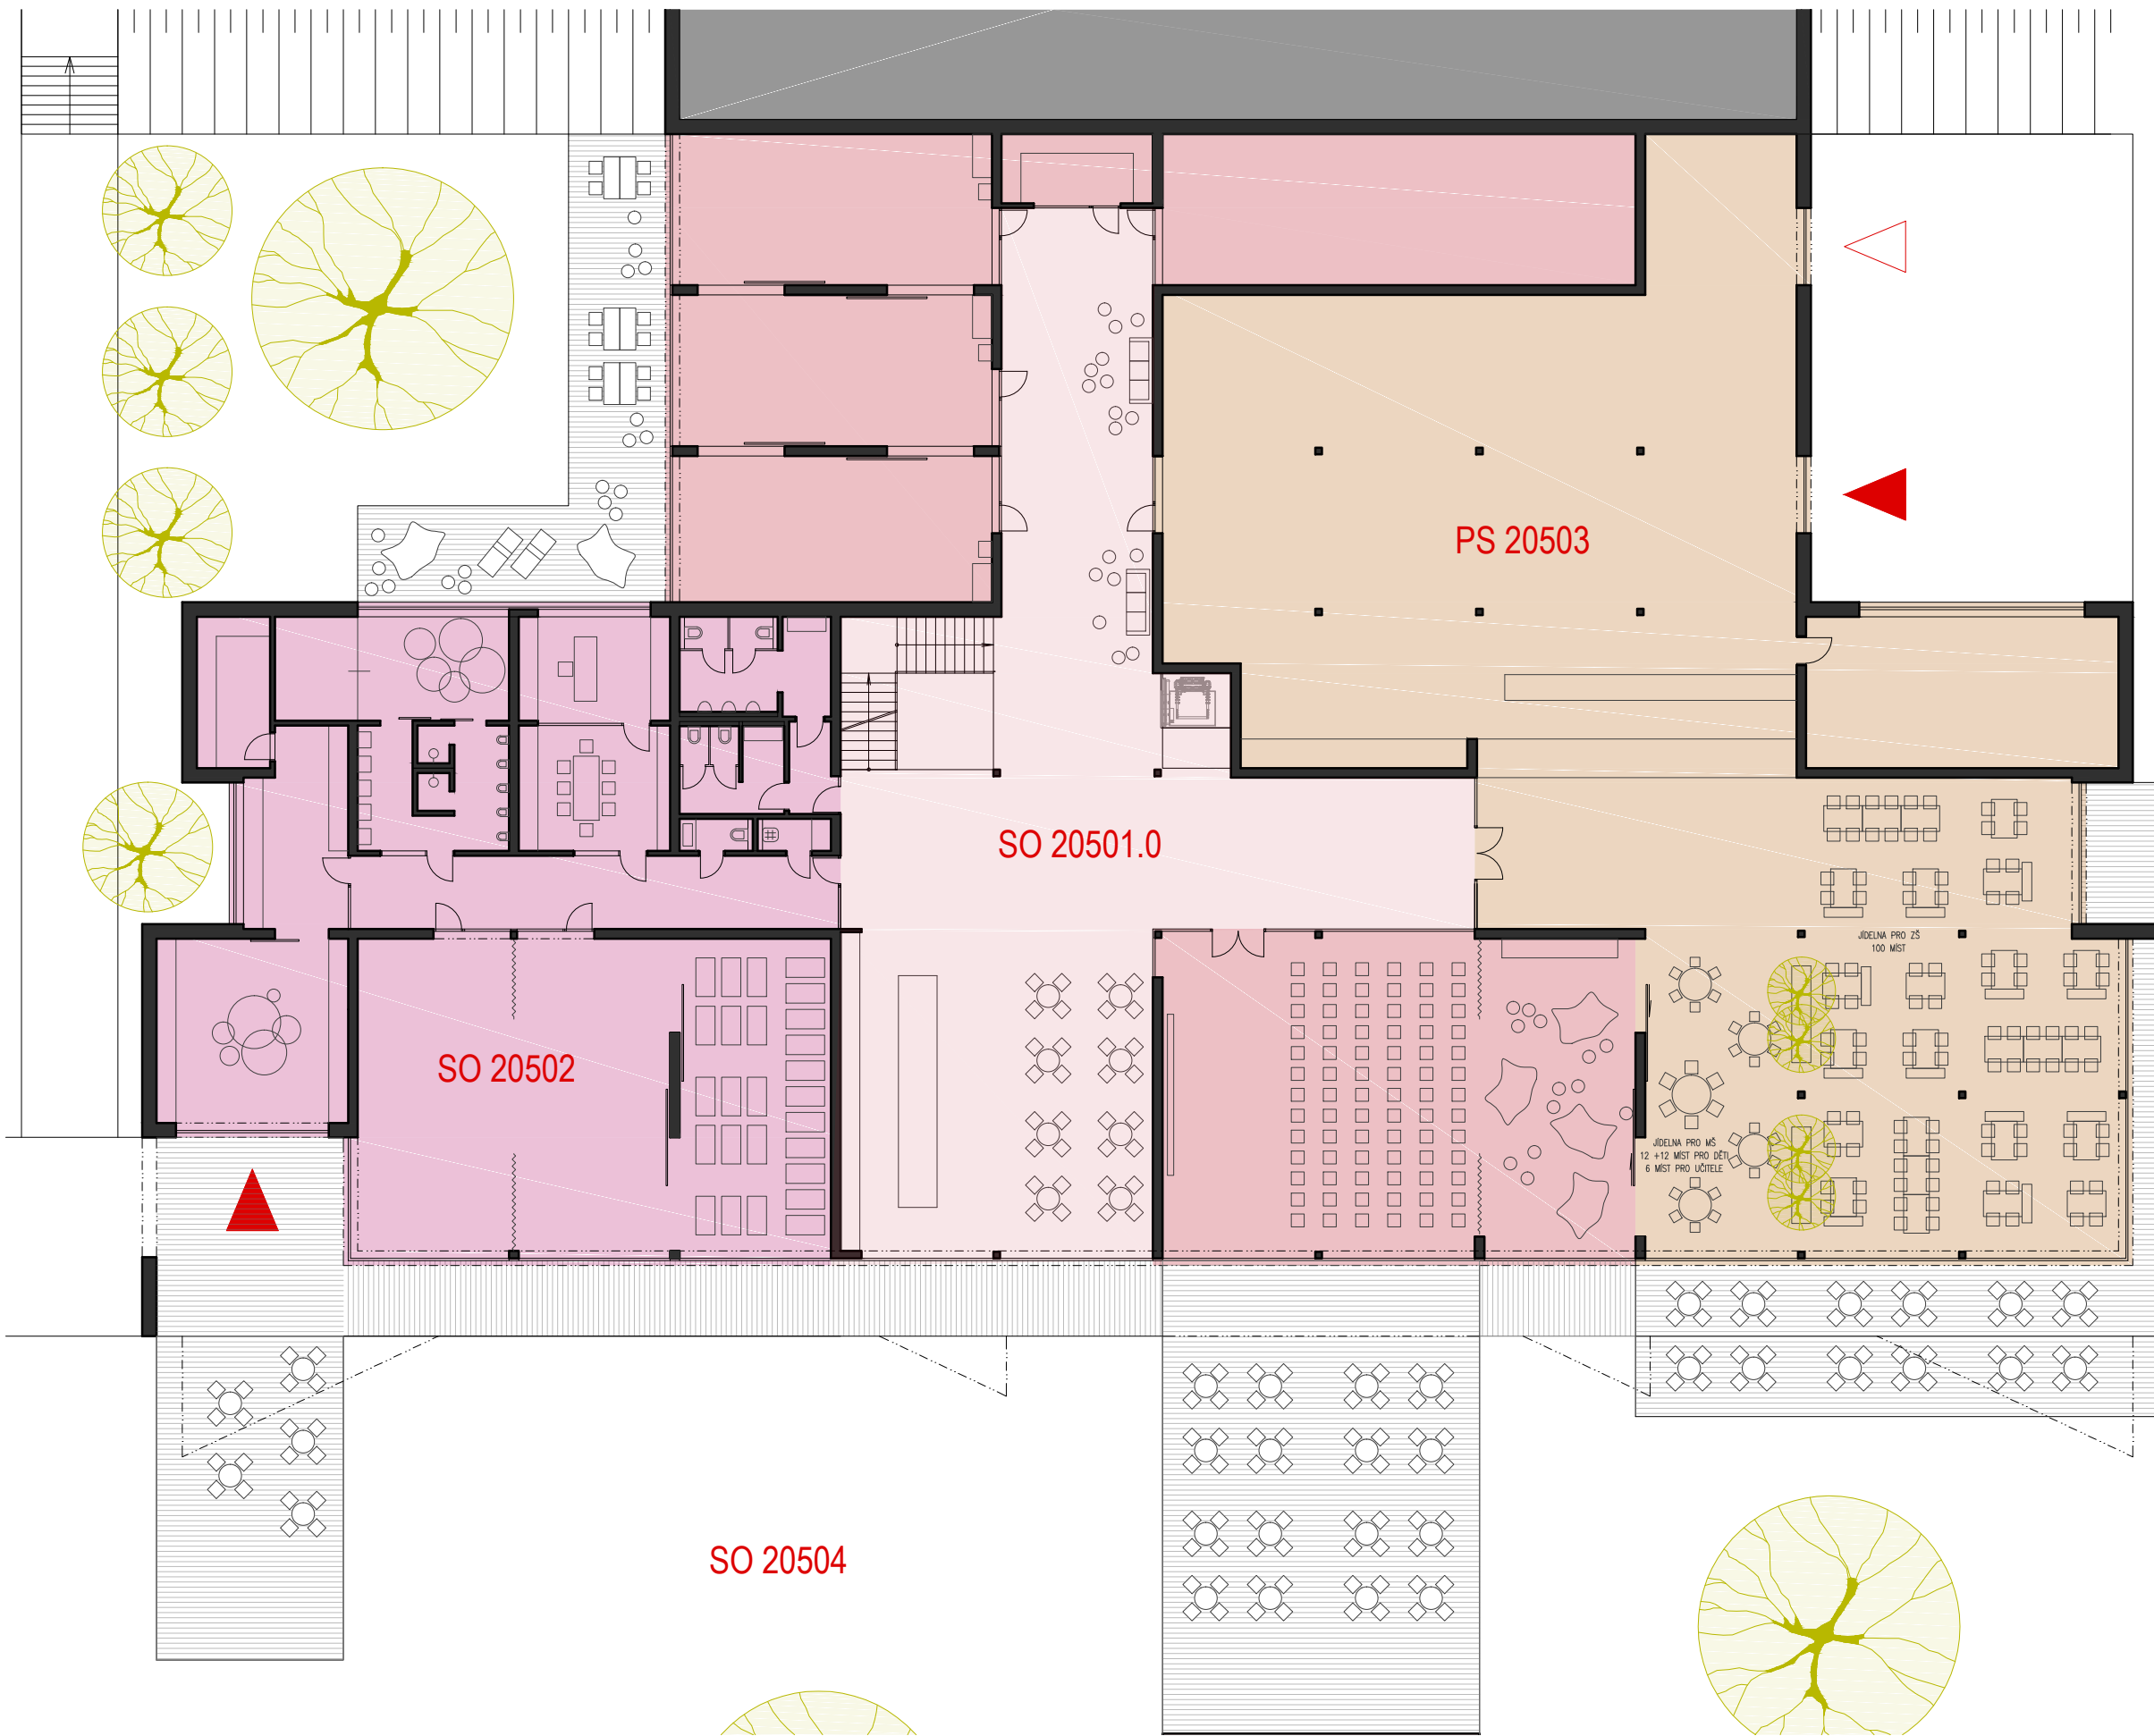 PS 20503
SO 20501.0
JÍDELNA PRO ZŠ
100 MÍST
SO 20502
JÍDELNA PRO MŠ
12 +12 MÍST PRO DĚTI
6 MÍST PRO UČITELE
SO 20504